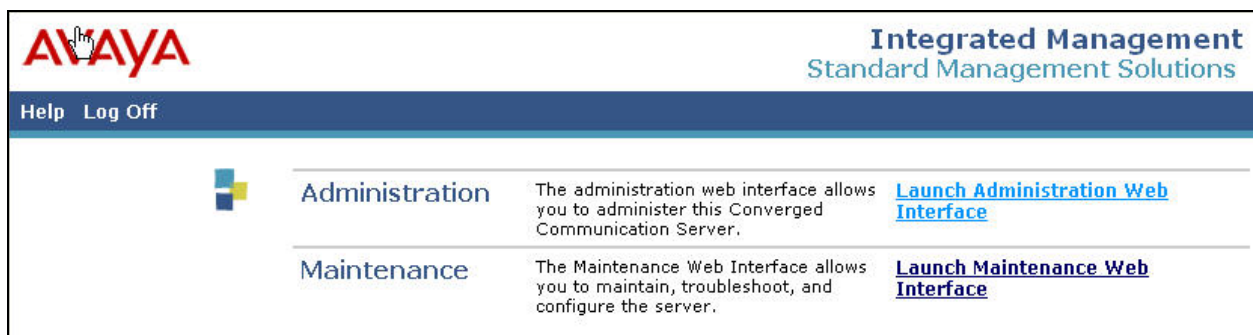 AVAYA
Integrated Management
Standard Management Solutions
Help Log Off
Administration
The administration web interface allows
you to administer this Converged
Communication Server.
Launch Administration Web
Interface
Maintenance
The Maintenance Web Interface allows
you to maintain, troubleshoot, and
configure the server.
Launch Maintenance Web
Interface